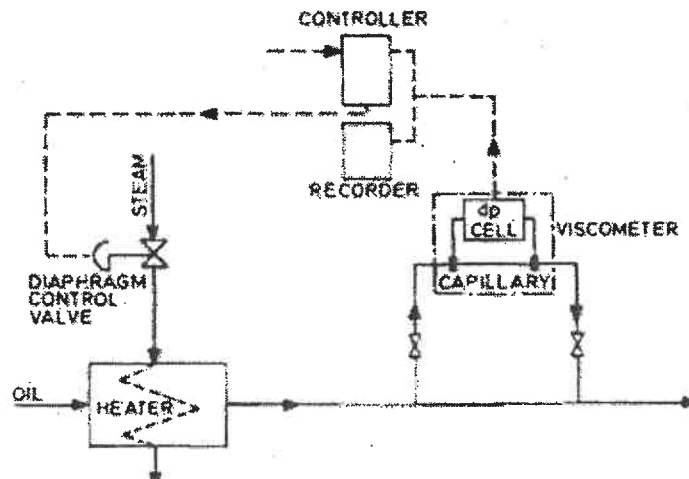 CONTROLLER
RECORDER
STEAM
dp
CELL
VISCOMETER
CAPILLARY
DIAPHRAGM
CONTROL
VALVE
OIL
HEATER